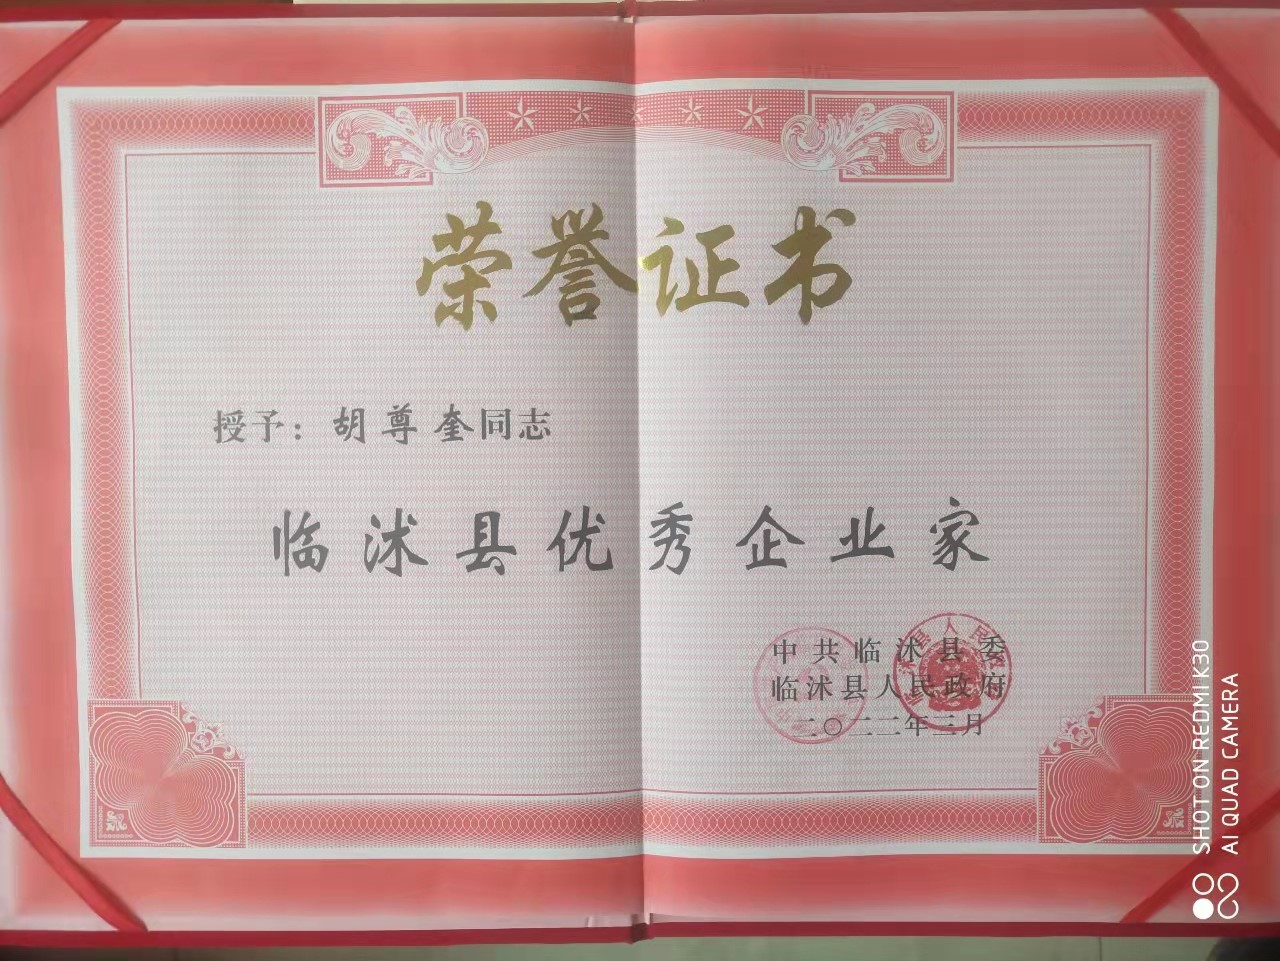 荣誉证书
授予：胡尊奎同志
临沭县优秀企业家
中共临沭县委
临沭县人民政府
二〇二二年三月
SHOT ON REDMI K30
AI QUAD CAMERA